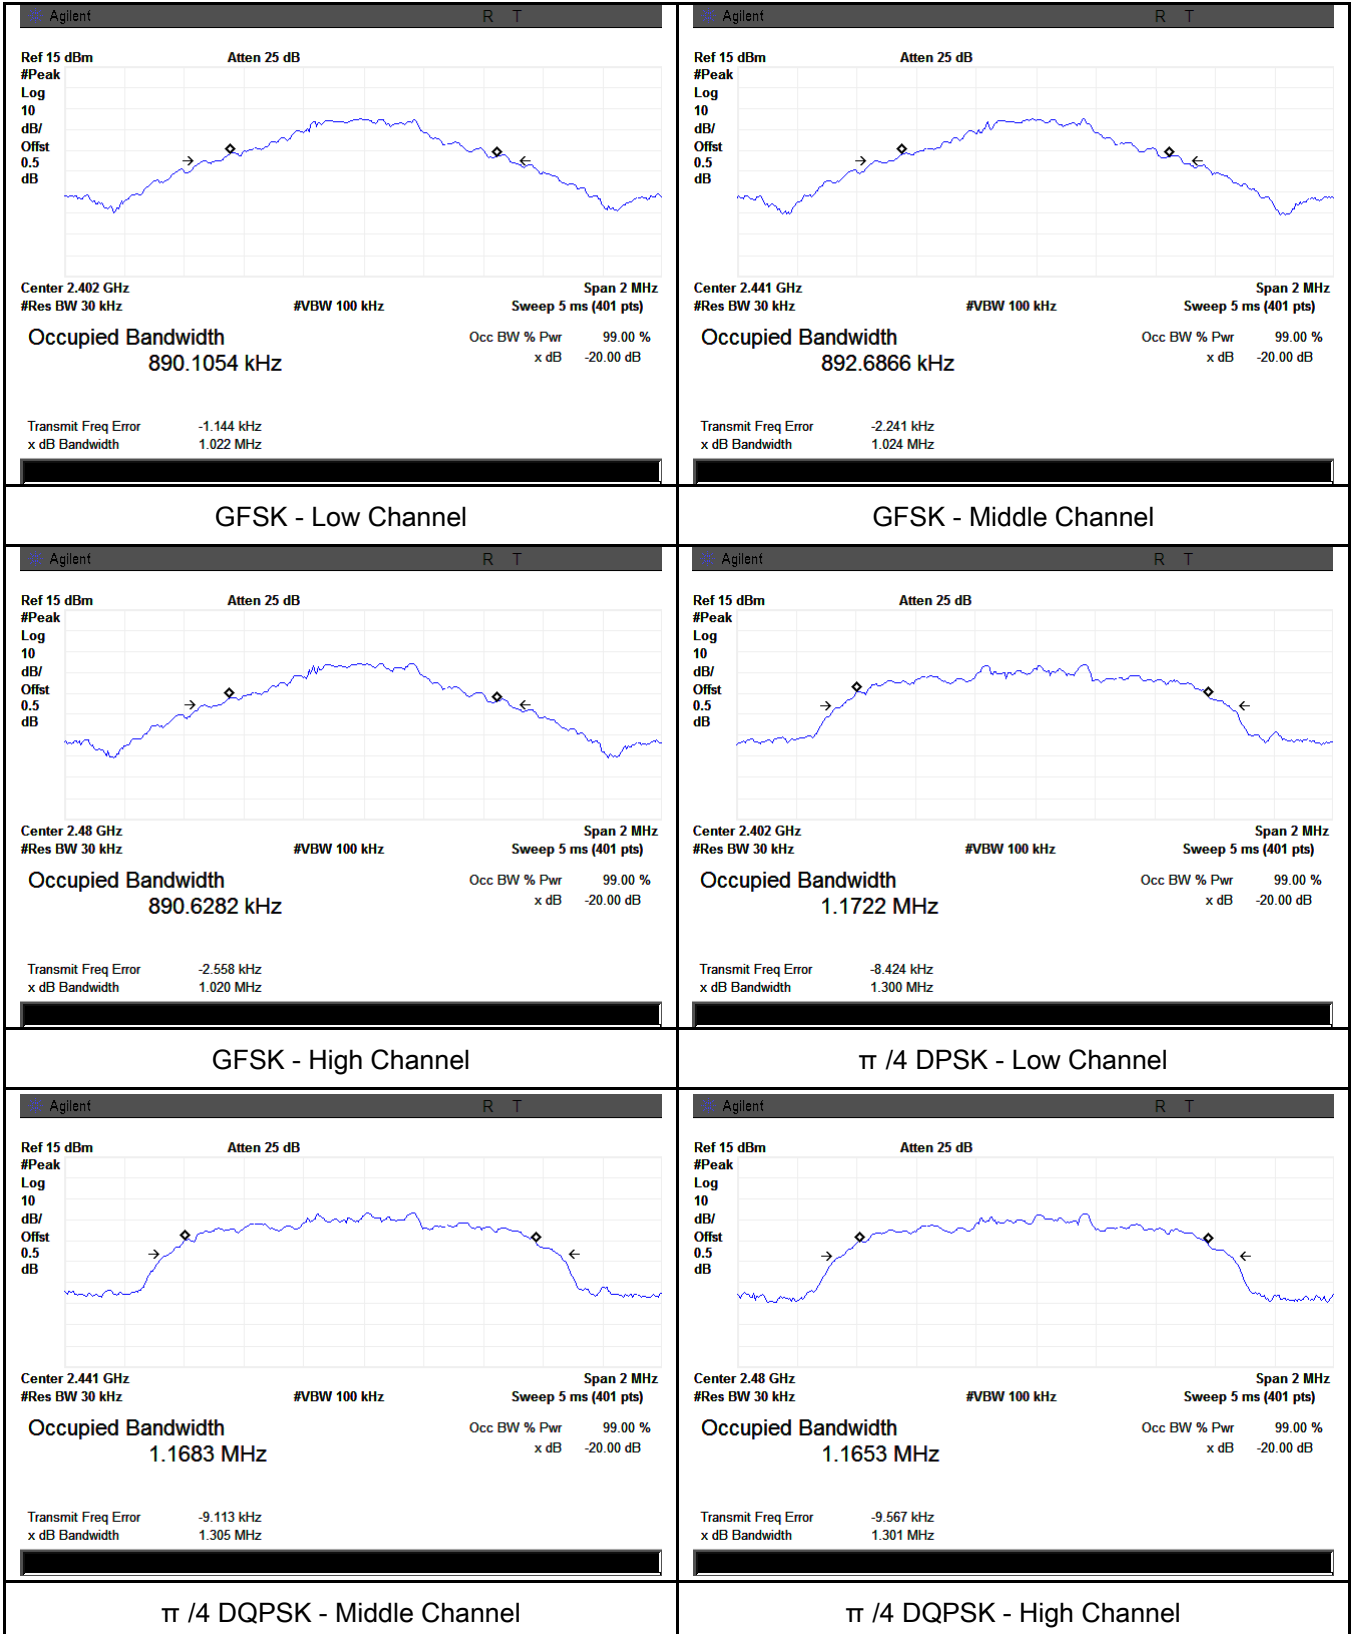 Agilent R T
Ref 15 dBm Atten 25 dB
#Peak
Log
10
dB/
Offst
0.5
dB
Center 2.402 GHz Span 2 MHz
#Res BW 30 kHz #VBW 100 kHz Sweep 5 ms (401 pts)
Occupied Bandwidth Occ BW % Pwr 99.00 %
890.1054 kHz x dB -20.00 dB
Transmit Freq Error -1.144 kHz
x dB Bandwidth 1.022 MHz
GFSK - Low Channel
Agilent R T
Ref 15 dBm Atten 25 dB
#Peak
Log
10
dB/
Offst
0.5
dB
Center 2.441 GHz Span 2 MHz
#Res BW 30 kHz #VBW 100 kHz Sweep 5 ms (401 pts)
Occupied Bandwidth Occ BW % Pwr 99.00 %
892.6866 kHz x dB -20.00 dB
Transmit Freq Error -2.241 kHz
x dB Bandwidth 1.024 MHz
GFSK - Middle Channel
Agilent R T
Ref 15 dBm Atten 25 dB
#Peak
Log
10
dB/
Offst
0.5
dB
Center 2.48 GHz Span 2 MHz
#Res BW 30 kHz #VBW 100 kHz Sweep 5 ms (401 pts)
Occupied Bandwidth Occ BW % Pwr 99.00 %
890.6282 kHz x dB -20.00 dB
Transmit Freq Error -2.558 kHz
x dB Bandwidth 1.020 MHz
GFSK - High Channel
Agilent R T
Ref 15 dBm Atten 25 dB
#Peak
Log
10
dB/
Offst
0.5
dB
Center 2.402 GHz Span 2 MHz
#Res BW 30 kHz #VBW 100 kHz Sweep 5 ms (401 pts)
Occupied Bandwidth Occ BW % Pwr 99.00 %
1.1722 MHz x dB -20.00 dB
Transmit Freq Error -8.424 kHz
x dB Bandwidth 1.300 MHz
π /4 DPSK - Low Channel
Agilent R T
Ref 15 dBm Atten 25 dB
#Peak
Log
10
dB/
Offst
0.5
dB
Center 2.441 GHz Span 2 MHz
#Res BW 30 kHz #VBW 100 kHz Sweep 5 ms (401 pts)
Occupied Bandwidth Occ BW % Pwr 99.00 %
1.1683 MHz x dB -20.00 dB
Transmit Freq Error -9.113 kHz
x dB Bandwidth 1.305 MHz
π /4 DQPSK - Middle Channel
Agilent R T
Ref 15 dBm Atten 25 dB
#Peak
Log
10
dB/
Offst
0.5
dB
Center 2.48 GHz Span 2 MHz
#Res BW 30 kHz #VBW 100 kHz Sweep 5 ms (401 pts)
Occupied Bandwidth Occ BW % Pwr 99.00 %
1.1653 MHz x dB -20.00 dB
Transmit Freq Error -9.567 kHz
x dB Bandwidth 1.301 MHz
π /4 DQPSK - High Channel